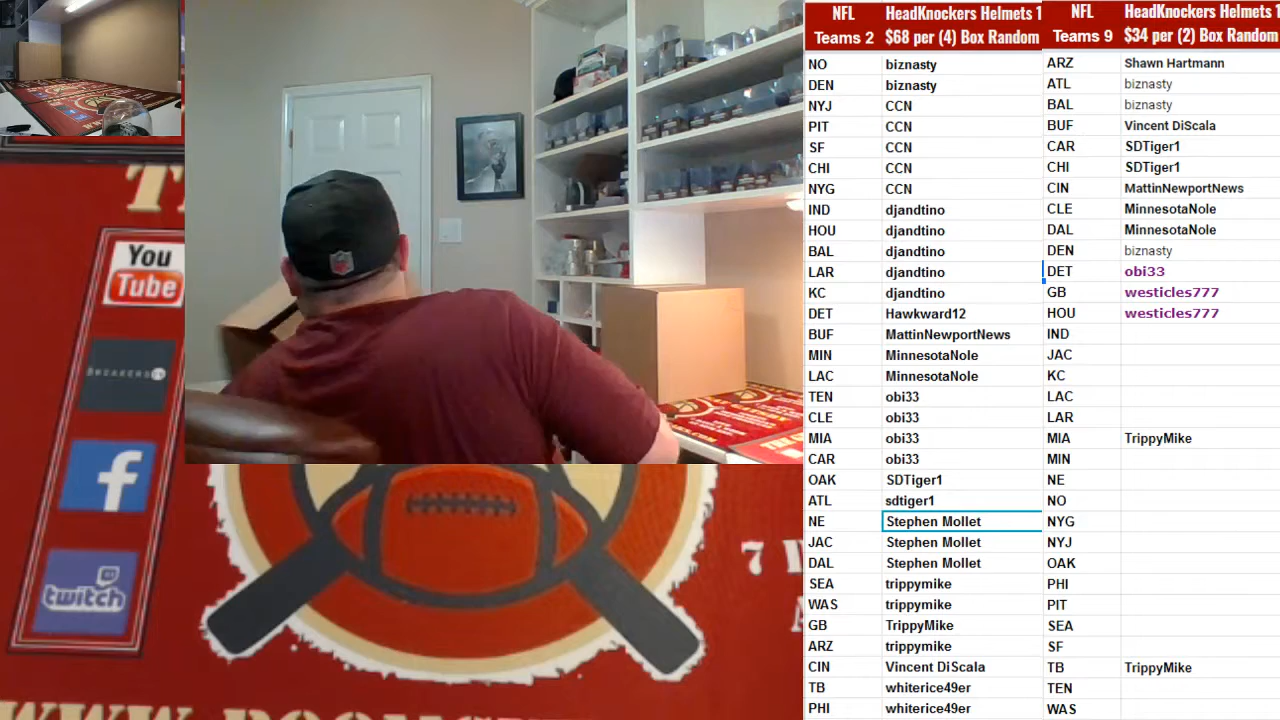 NFL HeadKnockers Helmets 1
Teams 2 $68 per (4) Box Random
NO biznasty
DEN biznasty
NYJ CCN
PIT CCN
SF CCN
CHI CCN
NYG CCN
IND djandtino
HOU djandtino
BAL djandtino
LAR djandtino
KC djandtino
DET Hawkward12
BUF MattinNewportNews
MIN MinnesotaNole
LAC MinnesotaNole
TEN obi33
CLE obi33
MIA obi33
CAR obi33
OAK SDTiger1
ATL sdtiger1
NE Stephen Mollet
JAC Stephen Mollet
DAL Stephen Mollet
SEA trippymike
WAS trippymike
GB TrippyMike
ARZ trippymike
CIN Vincent DiScala
TB whiterice49er
PHI whiterice49er
NFL HeadKnockers Helmets 1
Teams 9 $34 per (2) Box Random
ARZ Shawn Hartmann
ATL biznasty
BAL biznasty
BUF Vincent DiScala
CAR SDTiger1
CHI SDTiger1
CIN MattinNewportNews
CLE MinnesotaNole
DAL MinnesotaNole
DEN biznasty
DET obi33
GB westicles777
HOU westicles777
IND
JAC
KC
LAC
LAR
MIA TrippyMike
MIN
NE
NO
NYG
NYJ
OAK
PHI
PIT
SEA
SF
TB TrippyMike
TEN
WAS
You
Tube
BREAKERS
f
twitch
7